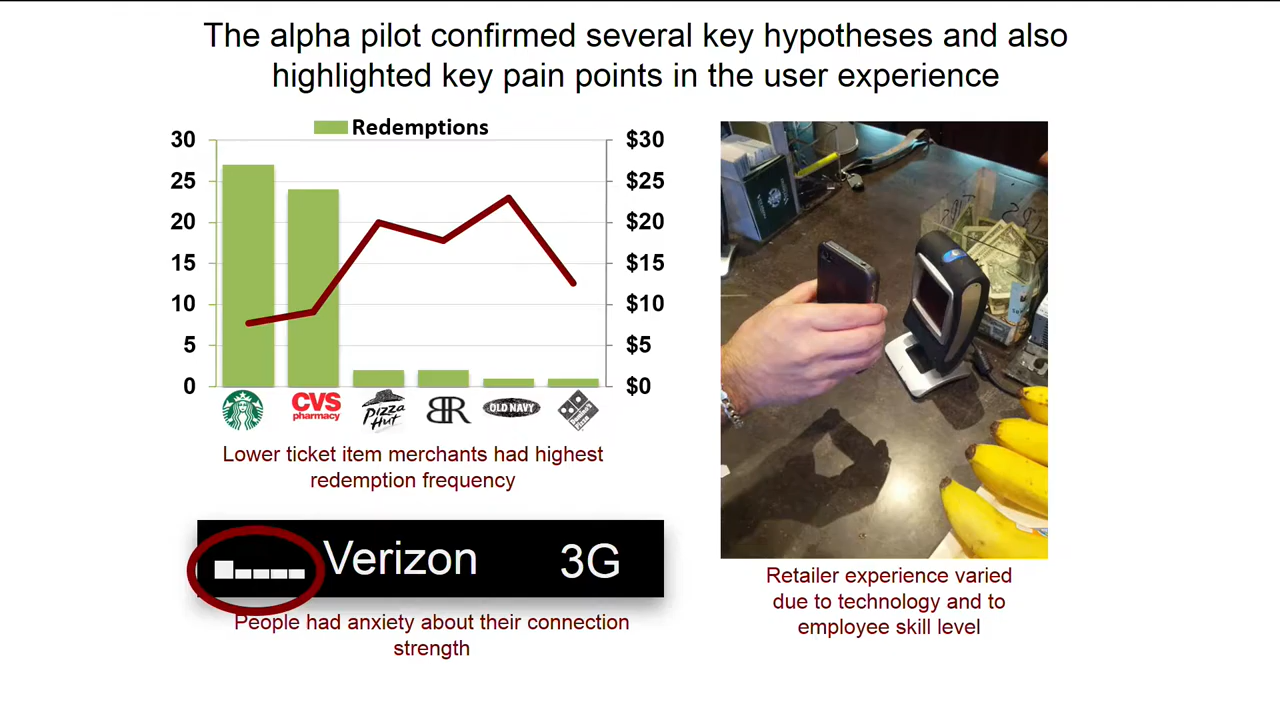 The alpha pilot confirmed several key hypotheses and also
highlighted key pain points in the user experience
Redemptions
30
25
20
15
10
5
0
$30
$25
$20
$15
$10
$5
$0
CVS
pharmacy
Pizza
Hut
BR
OLD NAVY
Domino's
Pizza
Lower ticket item merchants had highest
redemption frequency
Verizon 3G
People had anxiety about their connection
strength
Retailer experience varied
due to technology and to
employee skill level